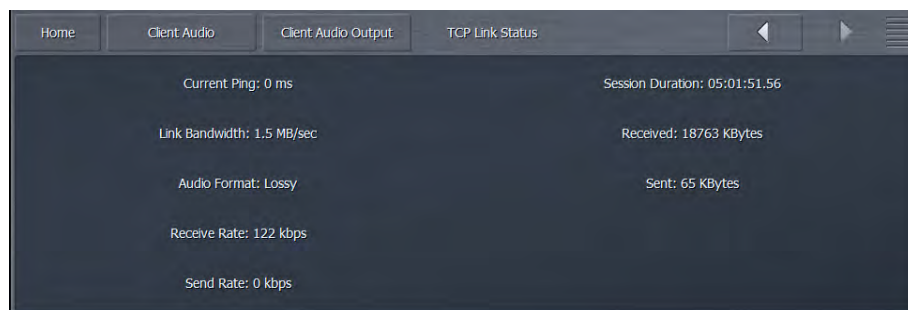 Home Client Audio Client Audio Output TCP Link Status
Current Ping: 0 ms Session Duration: 05:01:51.56
Link Bandwidth: 1.5 MB/sec Received: 18763 KBytes
Audio Format: Lossy Sent: 65 KBytes
Receive Rate: 122 kbps
Send Rate: 0 kbps